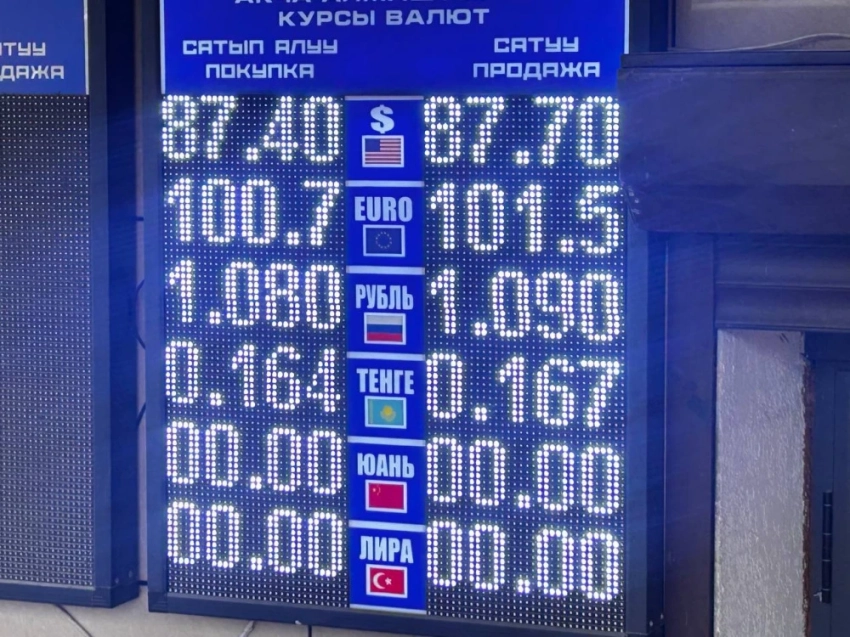 КУРСЫ ВАЛЮТ
САТЫП АЛУУ САТУУ
ПОКУПКА ПРОДАЖА
87.40 $ 87.70
100.7 EURO 101.5
1.080 РУБЛЬ 1.090
0.164 ТЕНГЕ 0.167
00.00 ЮАНЬ 00.00
00.00 ЛИРА 00.00